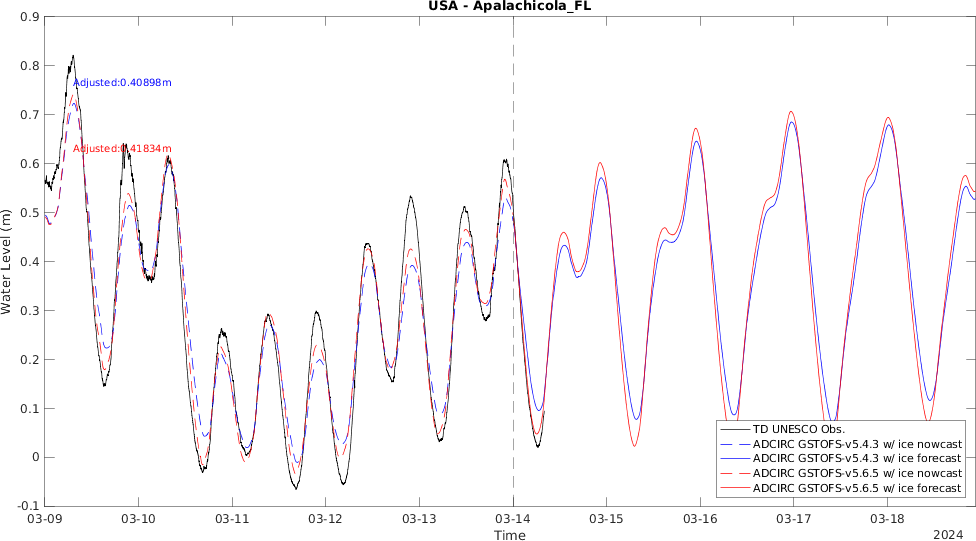 USA - Apalachicola_FL
0.9
0.8
0.7
0.6
0.5
0.4
0.3
0.2
0.1
0
-0.1
Water Level (m)
Adjusted:0.40898m
Adjusted:0.41834m
TD UNESCO Obs.
ADCIRC GSTOFS-v5.4.3 w/ ice nowcast
ADCIRC GSTOFS-v5.4.3 w/ ice forecast
ADCIRC GSTOFS-v5.6.5 w/ ice nowcast
ADCIRC GSTOFS-v5.6.5 w/ ice forecast
03-09 03-10 03-11 03-12 03-13 03-14 03-15 03-16 03-17 03-18
Time
2024